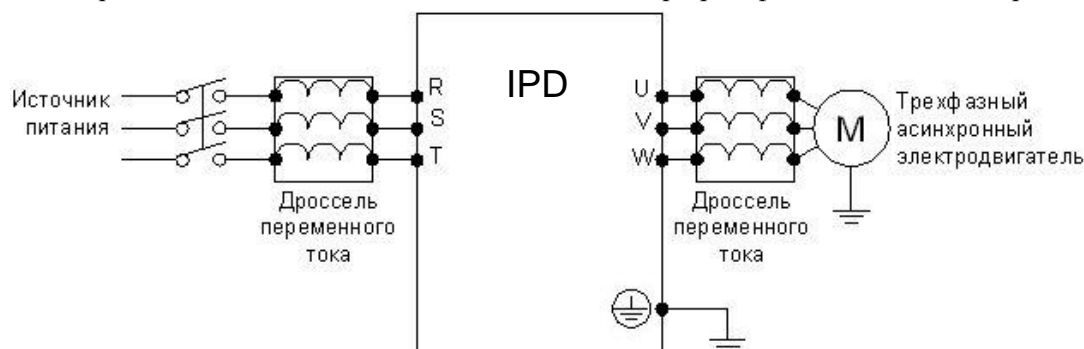 IPD
Источник
питания
R
S
T
U
V
W
M
Трехфазный
асинхронный
электродвигатель
Дроссель
переменного
тока
Дроссель
переменного
тока